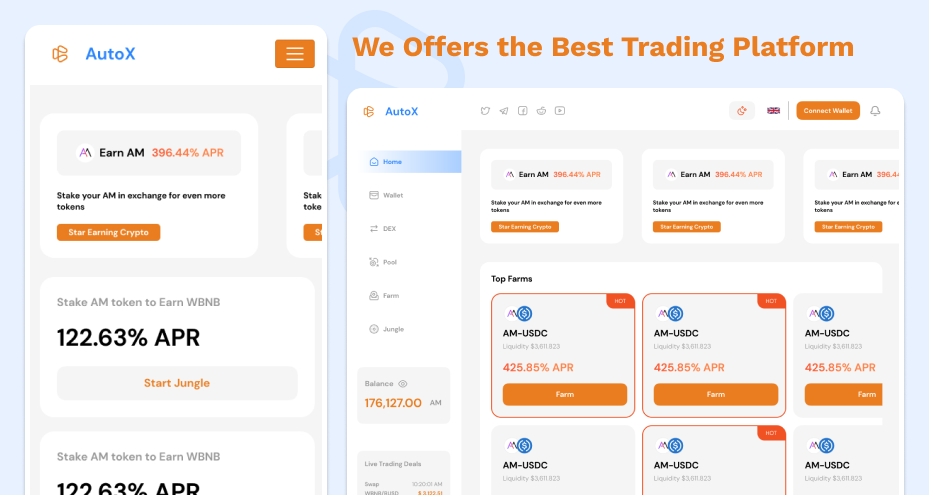 We Offers the Best Trading Platform
AutoX
Earn AM 396.44% APR
Stake your AM in exchange for even more
tokens
Star Earning Crypto
Stak
toke
St
Stake AM token to Earn WBNB
122.63% APR
Start Jungle
Stake AM token to Earn WBNB
122.63% APR
AutoX
Connect Wallet
Home
Wallet
DEX
Pool
Farm
Jungle
Balance
176,127.00 AM
Live Trading Deals
Swap 10:20:01 AM
WBNB/BUSD $ 3,122.51
Earn AM 396.44% APR
Stake your AM in exchange for even more
tokens
Star Earning Crypto
Earn AM 396.44% APR
Stake your AM in exchange for even more
tokens
Star Earning Crypto
Earn AM 396.4
Stake your AM in exchange for e
tokens
Star Earning Crypto
Top Farms
HOT
AM-USDC
Liquidity $3,611.823
425.85% APR
Farm
HOT
AM-USDC
Liquidity $3,611.823
425.85% APR
Farm
AM-USDC
Liquidity $3,611.823
425.85% APR
Farm
AM-USDC
Liquidity $3,611.823
HOT
AM-USDC
Liquidity $3,611.823
AM-USDC
Liquidity $3,611.823